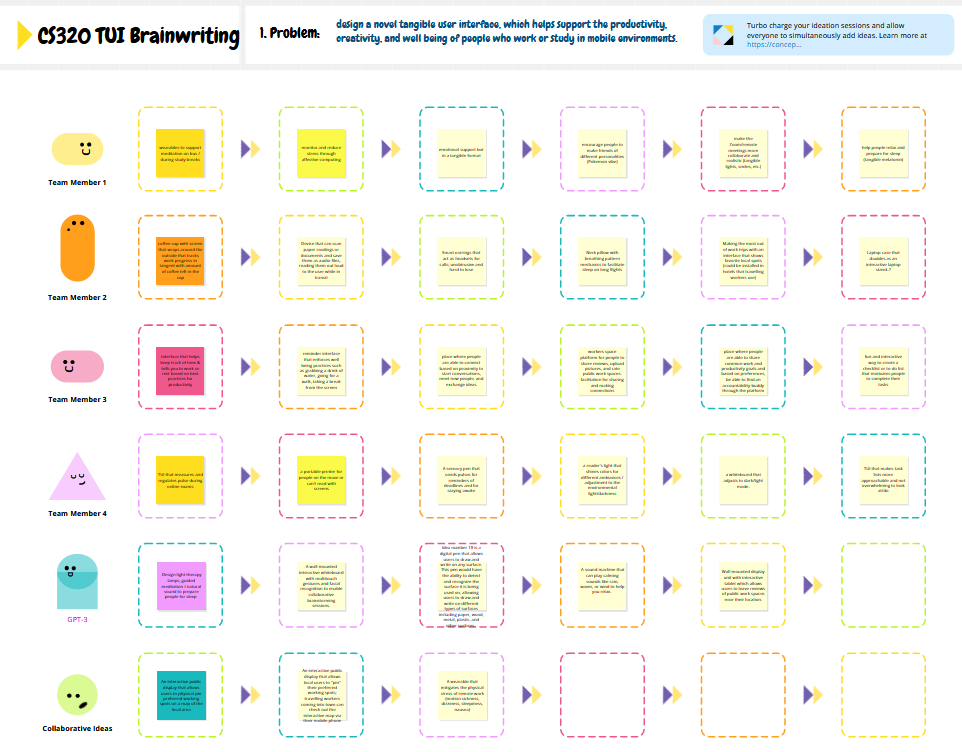 CS320 TUI Brainwriting
1. Problem:
design a novel tangible user interface, which helps support the productivity,
creativity, and well being of people who work or study in mobile environments.
Turbo charge your ideation sessions and allow
everyone to simultaneously add ideas. Learn more at
https://concep...
wearables to support
meditation on bus /
during study breaks
monitor and reduce
stress through
affective computing
emotional support bot
in a tangible format
encourage people to
make friends of
different personalities
(Pokemon vibe)
make the
Zoom/remote
meetings more
collaborative and
realistic (tangible
lights, smiles, etc.)
help people relax and
prepare for sleep
(tangible melatonin)
Team Member 1
coffee cup with screen
that wraps around the
outside that tracks
work progress in
tangent with amount
of coffee left in the
cup
Device that can scan
paper readings or
documents and save
them as audio files,
reading them out loud
to the user while in
transit
fused earrings that
act as headsets for
calls, unobtrusive and
hard to lose
Neck pillow with
breathing pattern
mechanics to facilitate
sleep on long flights
Making the most out
of work trips with an
interface that shows
favorite local spots
(could be installed in
hotels that travelling
workers use)
Laptop case that
doubles as an
interactive laptop
stand..?
Team Member 2
interface that helps
keep track of time &
tells you to work or
rest based on best
practices for
productivity
reminder interface
that enforces well
being practices such
as grabbing a drink of
water, going for a
walk, taking a break
from the screen
place where people
are able to connect
based on proximity to
start conversations,
meet new people, and
exchange ideas
workers space
platform for people to
share reviews, upload
pictures, and rate
public work spaces.
facilitation for sharing
and making
connections
place where people
are able to share
common work and
productivity goals and
based on preferences,
be able to find an
accountability buddy
through the platform
fun and interactive
way to create a
checklist or to do list
that motivates people
to complete their
tasks
Team Member 3
TUI that measures and
regulates pulse during
online exams
a portable printer for
people on the move or
can't read with
screens
A sensory pen that
sends pulses for
reminders of
deadlines and for
staying awake
a reader's light that
shines colors for
different ambiances /
adjustment to the
environmental
light/darkness
a whiteboard that
adjusts to dark/light
mode.
TUI that makes task
lists more
approachable and not
overwhelming to look
at/do.
Team Member 4
Design light therapy
lamps, guided
meditation / natural
sound to prepare
people for sleep
A wall mounted
interactive whiteboard
with multitouch
gestures and facial
recognition to enable
collaborative
brainstorming
sessions
Idea number 19 is a
digital pen that allows
users to draw and
write on any surface.
This pen would have
the ability to detect
and recognize the
surface it is being
used on, allowing
users to draw and
write on different
types of surfaces
including paper, wood,
metal, plastic, and
other surfaces
A sound machine that
can play calming
sounds like rain,
waves, or wind to help
you relax.
Wall mounted display
unit with interactive
tablet which allows
users to leave reviews
of public work spaces
near their location.
GPT-3
An interactive public
display that allows
users to physical pin
preferred working
spots on a map of the
local area
An interactive public
display that allows
local users to "pin"
their preferred
working spots;
travelling workers
coming into town can
check out the
interactive map via
their mobile phone
A wearable that
mitigates the physical
stress of remote work
(motion sickness,
dizziness, sleepiness,
nausea)
Collaborative Ideas